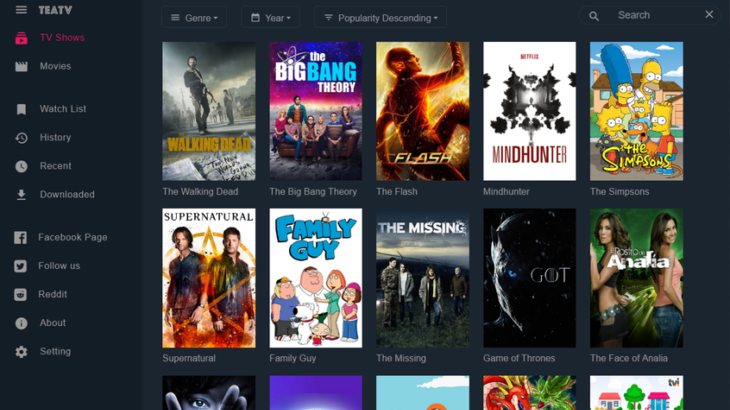 TEATV
TV Shows
Movies
Watch List
History
Recent
Downloaded
Facebook Page
Follow us
Reddit
About
Setting
Genre
Year
Popularity Descending
Search
THE WALKING DEAD
The Walking Dead
the BIG BANG THEORY
The Big Bang Theory
FLASH
The Flash
NETFLIX
MINDHUNTER
Mindhunter
THE SIMPSONS
The Simpsons
SUPERNATURAL
Supernatural
FAMILY GUY
Family Guy
THE MISSING
The Missing
GOT
Game of Thrones
El ROSTRO de Analía
The Face of Analia
tvi